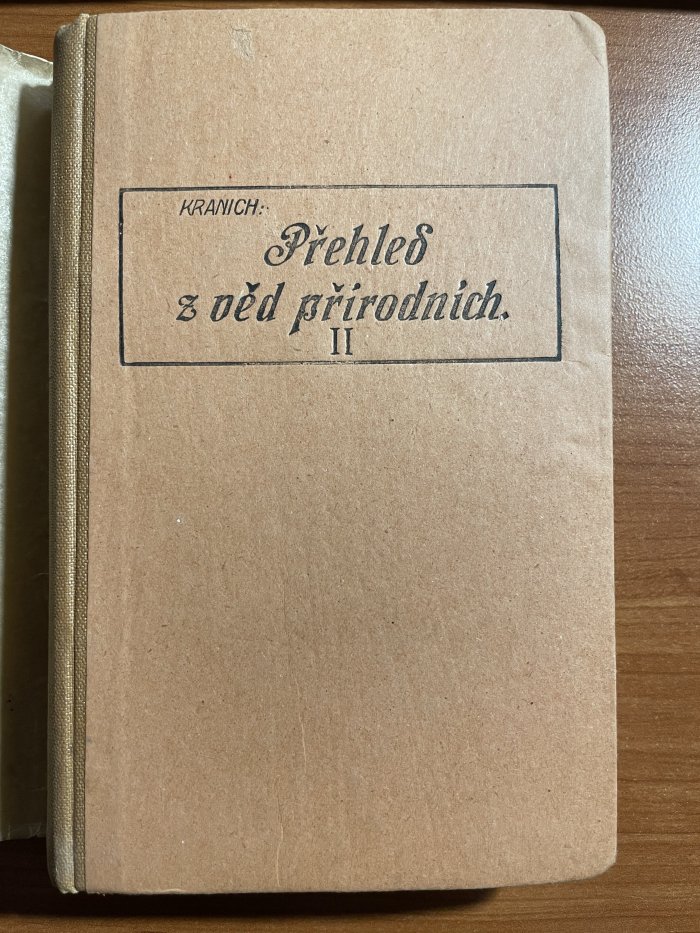 KRANICH:
Přehled
z věd přírodních.
II